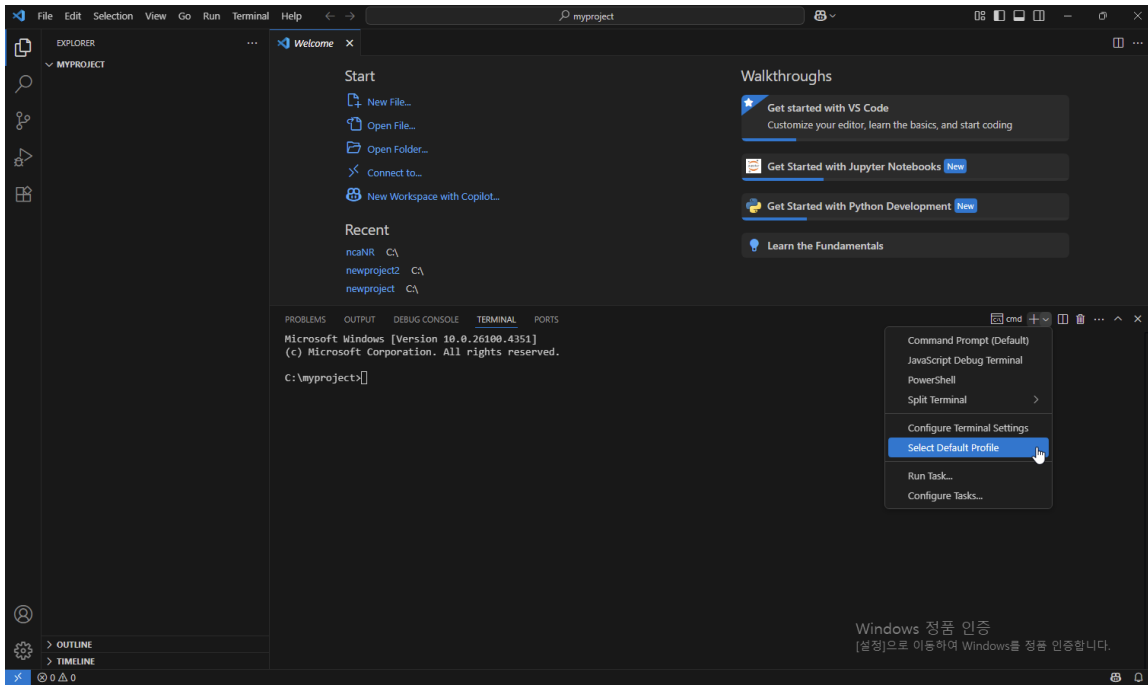 File Edit Selection View Go Run Terminal Help
myproject
EXPLORER
MYPROJECT
Welcome
Start
New File...
Open File...
Open Folder...
Connect to...
New Workspace with Copilot...
Recent
ncaNR C:\
newproject2 C:\
newproject C:\
Walkthroughs
Get started with VS Code
Customize your editor, learn the basics, and start coding
Get Started with Jupyter Notebooks New
Get Started with Python Development New
Learn the Fundamentals
PROBLEMS OUTPUT DEBUG CONSOLE TERMINAL PORTS
cmd
Microsoft Windows [Version 10.0.26100.4351]
(c) Microsoft Corporation. All rights reserved.
C:\myproject>
Command Prompt (Default)
JavaScript Debug Terminal
PowerShell
Split Terminal
Configure Terminal Settings
Select Default Profile
Run Task...
Configure Tasks...
Windows 정품 인증
[설정]으로 이동하여 Windows를 정품 인증합니다.
OUTLINE
TIMELINE
0 0